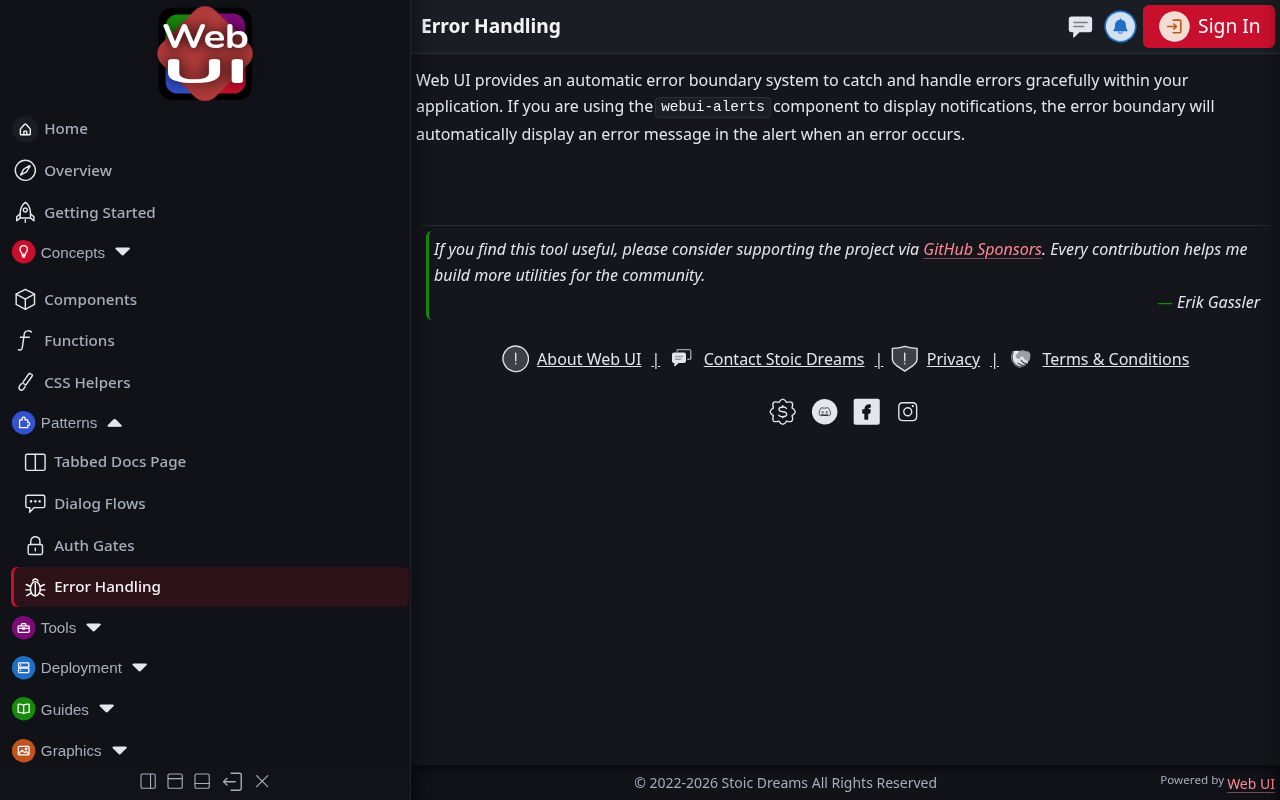 Web
UI
Home
Overview
Getting Started
Concepts
Components
Functions
CSS Helpers
Patterns
Tabbed Docs Page
Dialog Flows
Auth Gates
Error Handling
Tools
Deployment
Guides
Graphics
Error Handling
Sign In
Web UI provides an automatic error boundary system to catch and handle errors gracefully within your
application. If you are using the webui-alerts component to display notifications, the error boundary will
automatically display an error message in the alert when an error occurs.
If you find this tool useful, please consider supporting the project via GitHub Sponsors. Every contribution helps me
build more utilities for the community.
— Erik Gassler
About Web UI | Contact Stoic Dreams | Privacy | Terms & Conditions
© 2022-2026 Stoic Dreams All Rights Reserved
Powered by Web UI